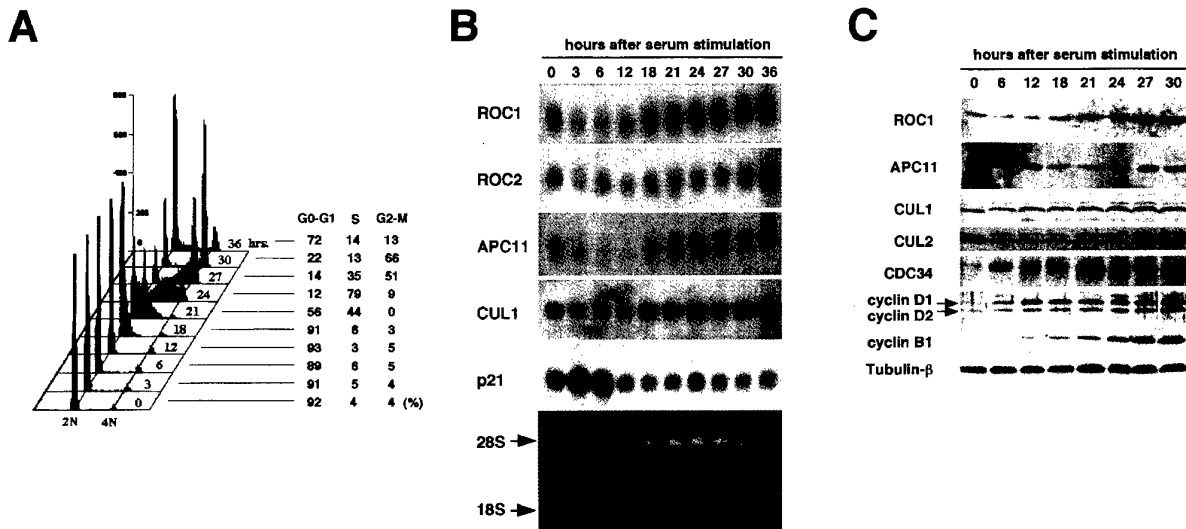 A
800
600
200
0
G0-G1 S G2-M
36 hrs. 72 14 13
30 22 13 66
27 14 35 51
24 12 79 9
21 56 44 0
18 91 6 3
12 93 3 5
6 89 6 5
3 91 5 4
0 92 4 4 (%)
2N 4N
B
hours after serum stimulation
0 3 6 12 18 21 24 27 30 36
ROC1
ROC2
APC11
CUL1
p21
28S
18S
C
hours after serum stimulation
0 6 12 18 21 24 27 30
ROC1
APC11
CUL1
CUL2
CDC34
cyclin D1
cyclin D2
cyclin B1
Tubulin-β